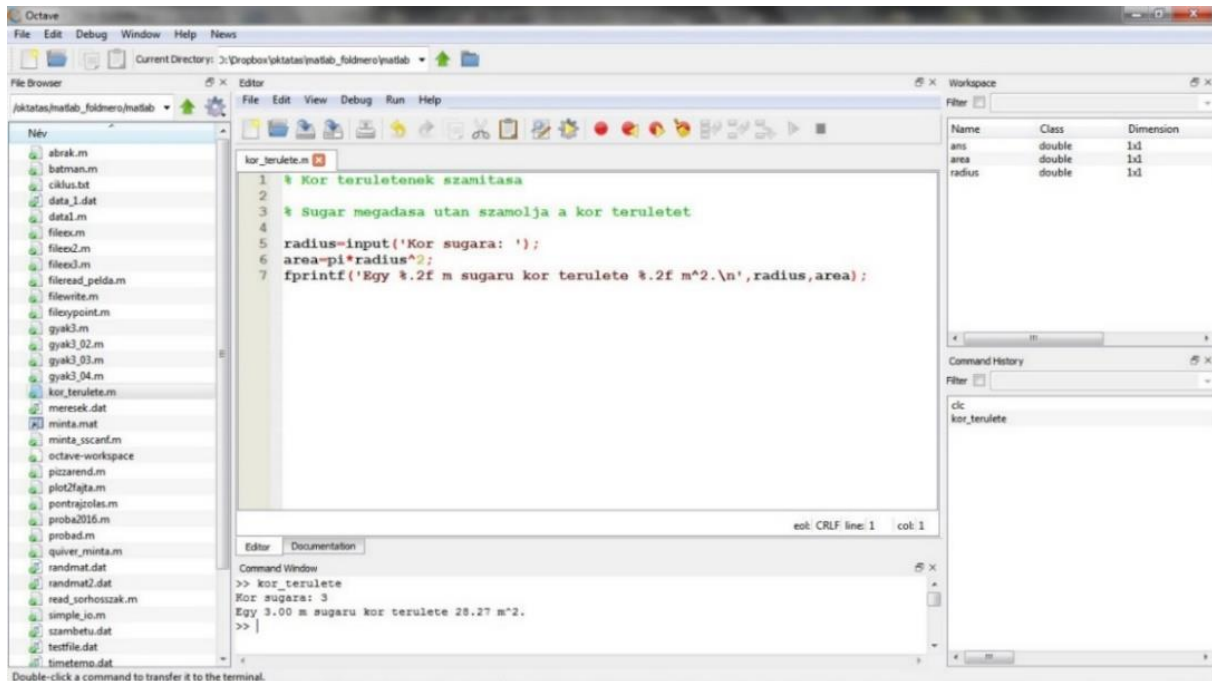 Octave
File Edit Debug Window Help News
Current Directory: D:\Dropbox\oktatas\matlab_foldmero\matlab
File Browser
/oktatas/matlab_foldmero/matlab
Név
abrak.m
batman.m
ciklus.txt
data_1.dat
data1.m
fileex.m
fileex2.m
fileex3.m
fileread_pelda.m
filewrite.m
filexypoint.m
gyak3.m
gyak3_02.m
gyak3_03.m
gyak3_04.m
kor_terulete.m
meresek.dat
minta.mat
minta_sscanf.m
octave-workspace
pizzarend.m
plot2fajta.m
pontrajzolas.m
proba2016.m
probad.m
quiver_minta.m
randmat.dat
randmat2.dat
read_sorhosszak.m
simple_io.m
szambetu.dat
testfile.dat
timetemp.dat
Editor
File Edit View Debug Run Help
kor_terulete.m
1 % Kor teruletenek szamitasa
2
3 % Sugar megadasa utan szamolja a kor teruletet
4
5 radius=input('Kor sugara: ');
6 area=pi*radius^2;
7 fprintf('Egy %.2f m sugaru kor terulete %.2f m^2.\n',radius,area);
eol: CRLF line: 1 col: 1
Editor Documentation
Command Window
>> kor_terulete
Kor sugara: 3
Egy 3.00 m sugaru kor terulete 28.27 m^2.
>>
Workspace
Filter
Name Class Dimension
ans double 1x1
area double 1x1
radius double 1x1
Command History
Filter
clc
kor_terulete
Double-click a command to transfer it to the terminal.